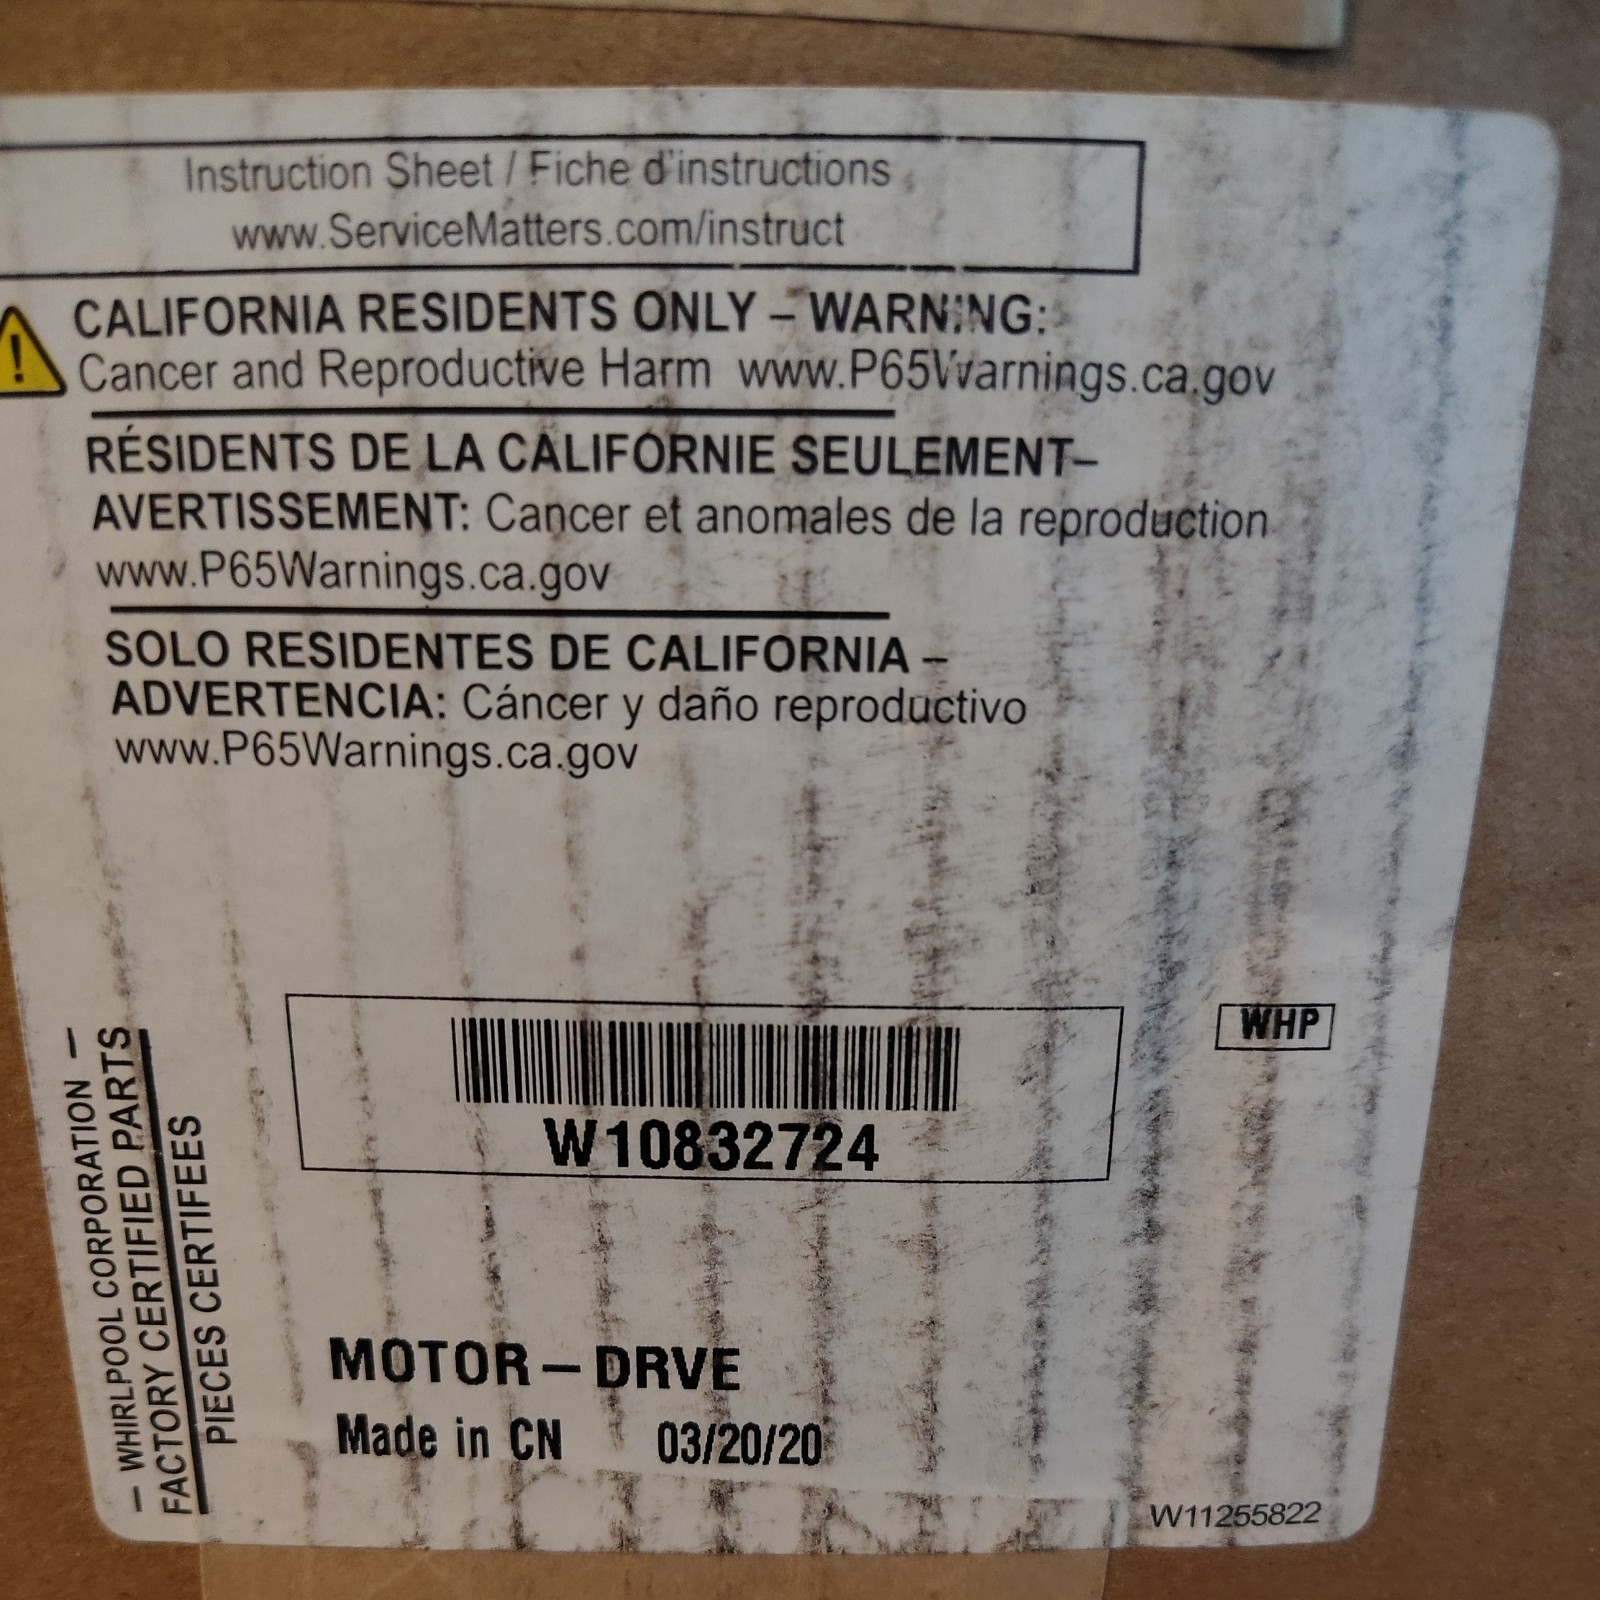 Instruction Sheet / Fiche d'instructions
www.ServiceMatters.com/instruct
CALIFORNIA RESIDENTS ONLY – WARNING:
Cancer and Reproductive Harm www.P65Warnings.ca.gov
RÉSIDENTS DE LA CALIFORNIE SEULEMENT–
AVERTISSEMENT: Cancer et anomales de la reproduction
www.P65Warnings.ca.gov
SOLO RESIDENTES DE CALIFORNIA –
ADVERTENCIA: Cáncer y daño reproductivo
www.P65Warnings.ca.gov
— WHIRLPOOL CORPORATION —
FACTORY CERTIFIED PARTS
PIECES CERTIFEES
WHP
W10832724
MOTOR – DRVE
Made in CN 03/20/20
W11255822